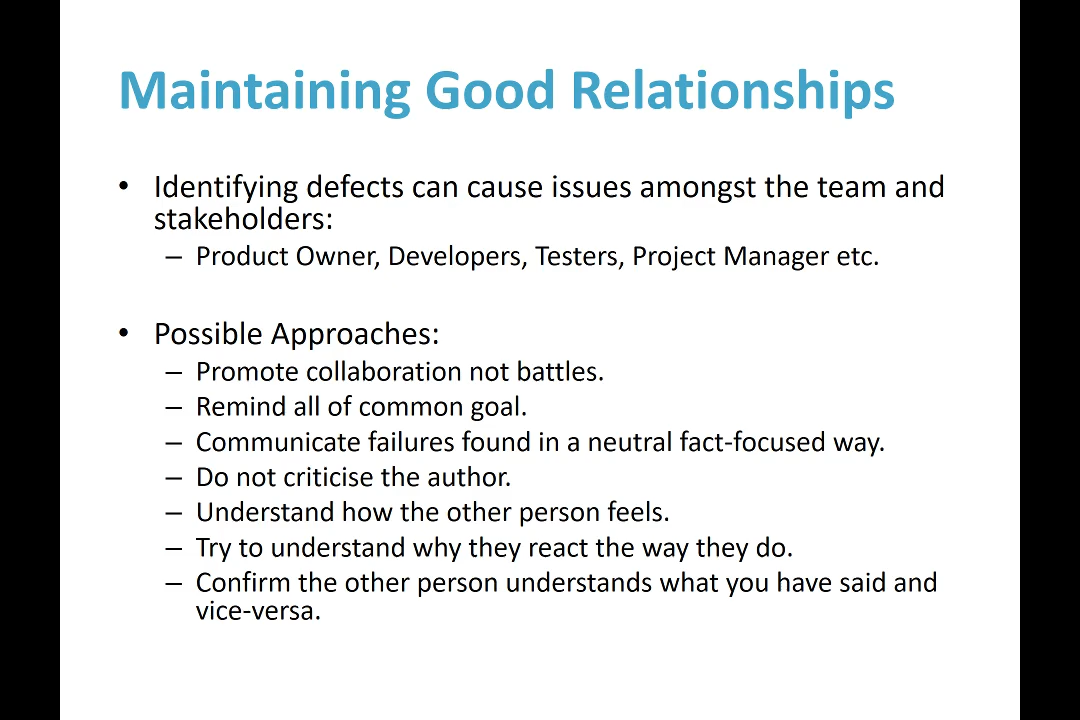 Maintaining Good Relationships
• Identifying defects can cause issues amongst the team and
stakeholders:
– Product Owner, Developers, Testers, Project Manager etc.
• Possible Approaches:
– Promote collaboration not battles.
– Remind all of common goal.
– Communicate failures found in a neutral fact-focused way.
– Do not criticise the author.
– Understand how the other person feels.
– Try to understand why they react the way they do.
– Confirm the other person understands what you have said and
vice-versa.